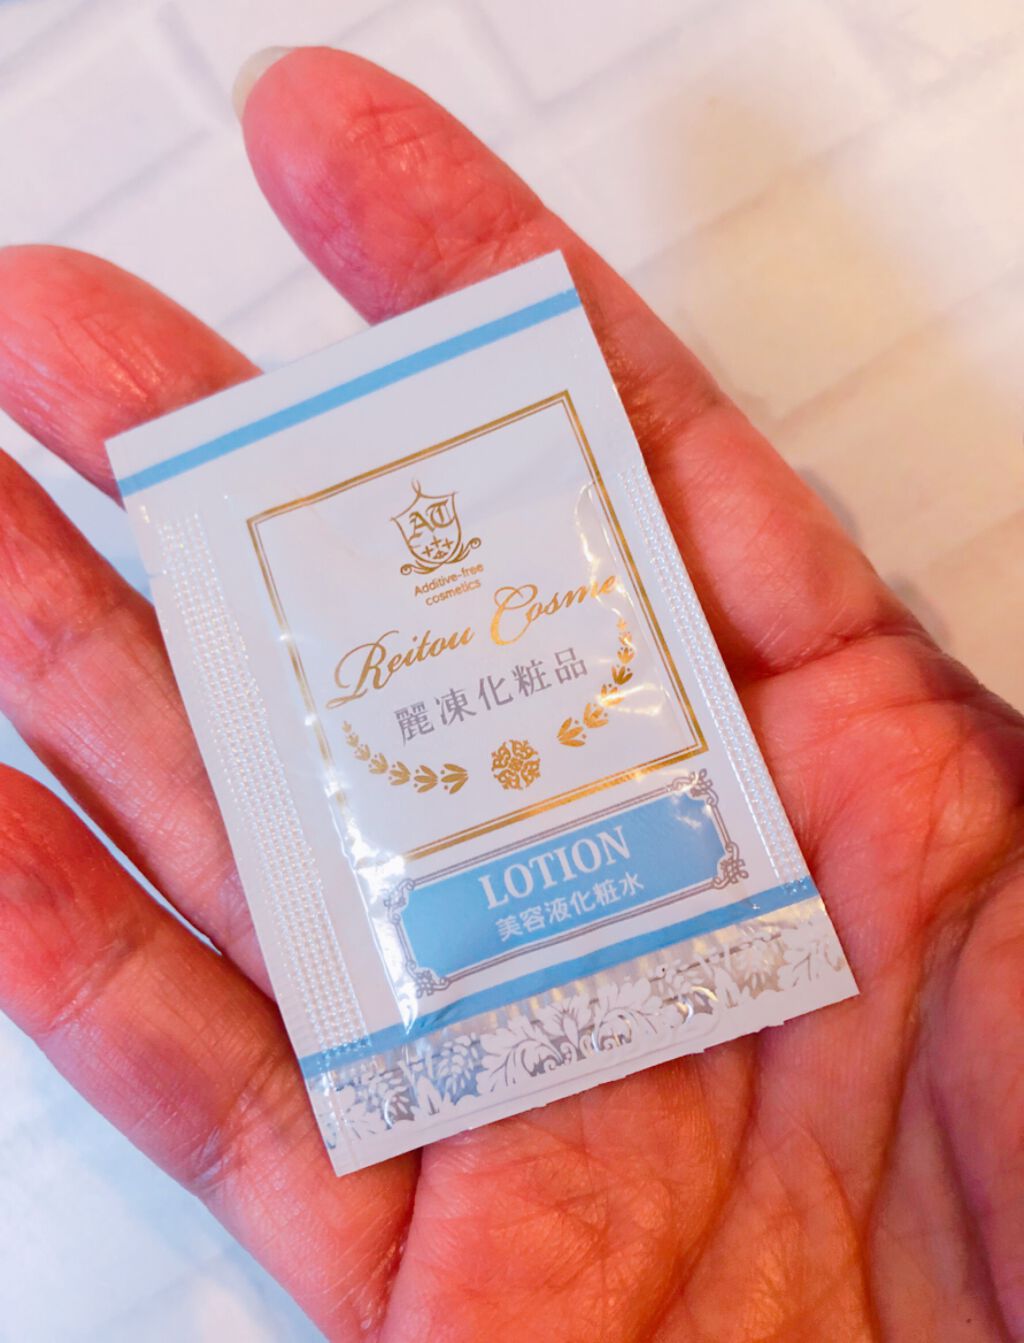 AT
Additive-free
cosmetics
Reitou Cosme
麗凍化粧品
LOTION
美容液化粧水